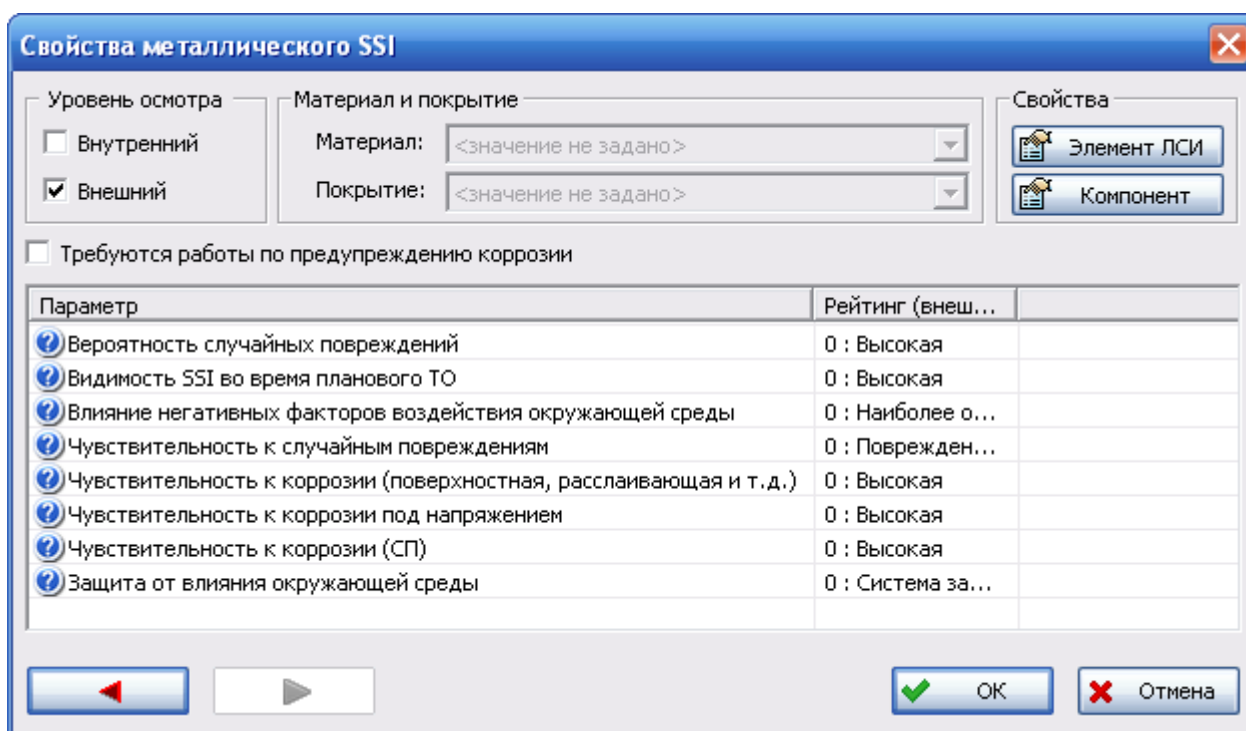 Свойства металлического SSI
Уровень осмотра
Внутренний
Внешний
Материал и покрытие
Материал: <значение не задано>
Покрытие: <значение не задано>
Свойства
Элемент ЛСИ
Компонент
Требуются работы по предупреждению коррозии
Параметр Рейтинг (внеш...
Вероятность случайных повреждений 0 : Высокая
Видимость SSI во время планового ТО 0 : Высокая
Влияние негативных факторов воздействия окружающей среды 0 : Наиболее о...
Чувствительность к случайным повреждениям 0 : Поврежден...
Чувствительность к коррозии (поверхностная, расслаивающая и т.д.) 0 : Высокая
Чувствительность к коррозии под напряжением 0 : Высокая
Чувствительность к коррозии (СП) 0 : Высокая
Защита от влияния окружающей среды 0 : Система за...
ОК
Отмена